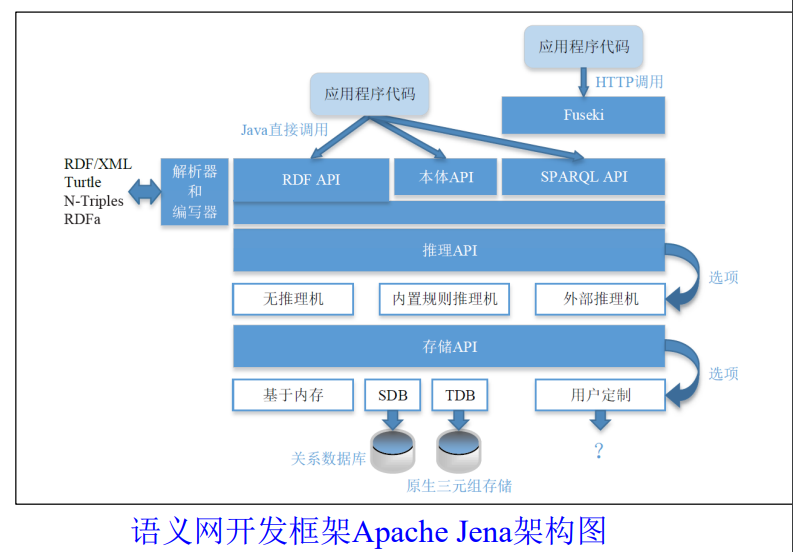 应用程序代码
HTTP调用
应用程序代码
Fuseki
Java直接调用
RDF/XML
Turtle
N-Triples
RDFa
解析器
和
编写器
RDF API
本体API
SPARQL API
推理API
选项
无推理机
内置规则推理机
外部推理机
存储API
选项
基于内存
SDB
TDB
用户定制
关系数据库
原生三元组存储
?
语义网开发框架Apache Jena架构图